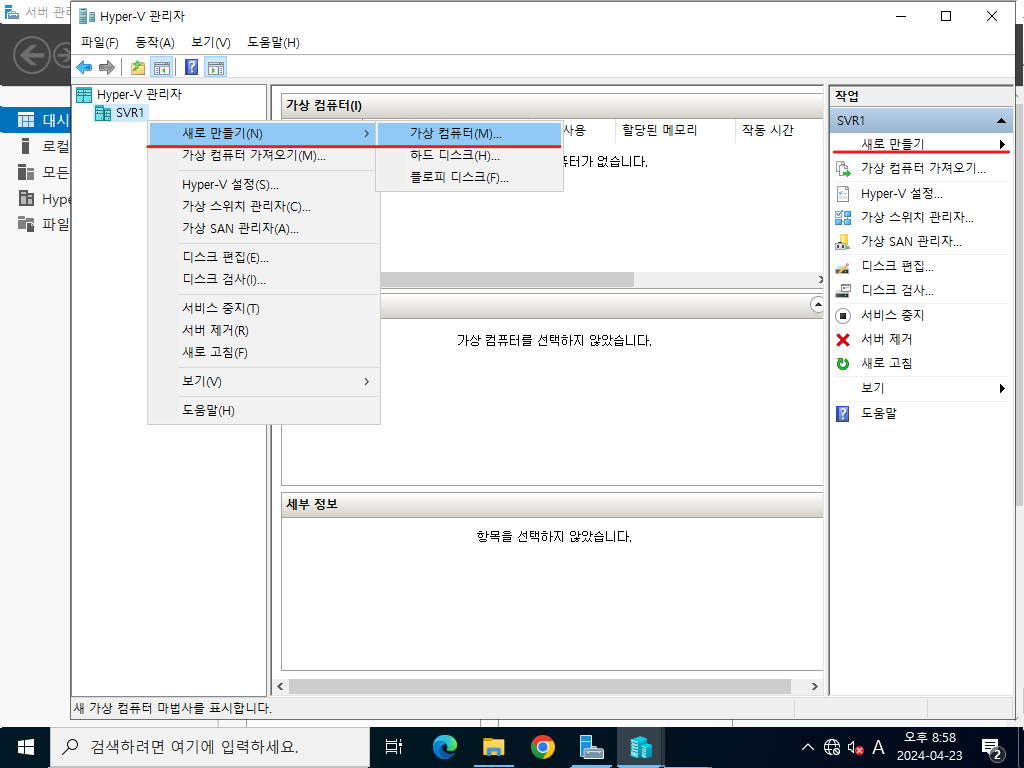 서버 관리
Hyper-V 관리자
파일(F) 동작(A) 보기(V) 도움말(H)
Hyper-V 관리자
SVR1
대시
로컬
모든
Hype
파일
새로 만들기(N)
가상 컴퓨터 가져오기(M)...
Hyper-V 설정(S)...
가상 스위치 관리자(C)...
가상 SAN 관리자(A)...
디스크 편집(E)...
디스크 검사(I)...
서비스 중지(T)
서버 제거(R)
새로 고침(F)
보기(V)
도움말(H)
가상 컴퓨터(M)...
하드 디스크(H)...
플로피 디스크(F)...
가상 컴퓨터(I)
사용 할당된 메모리 작동 시간
퓨터가 없습니다.
가상 컴퓨터를 선택하지 않았습니다.
세부 정보
항목을 선택하지 않았습니다.
작업
SVR1
새로 만들기
가상 컴퓨터 가져오기...
Hyper-V 설정...
가상 스위치 관리자...
가상 SAN 관리자...
디스크 편집...
디스크 검사...
서비스 중지
서버 제거
새로 고침
보기
도움말
새 가상 컴퓨터 마법사를 표시합니다.
검색하려면 여기에 입력하세요.
A
오후 8:58
2024-04-23
2